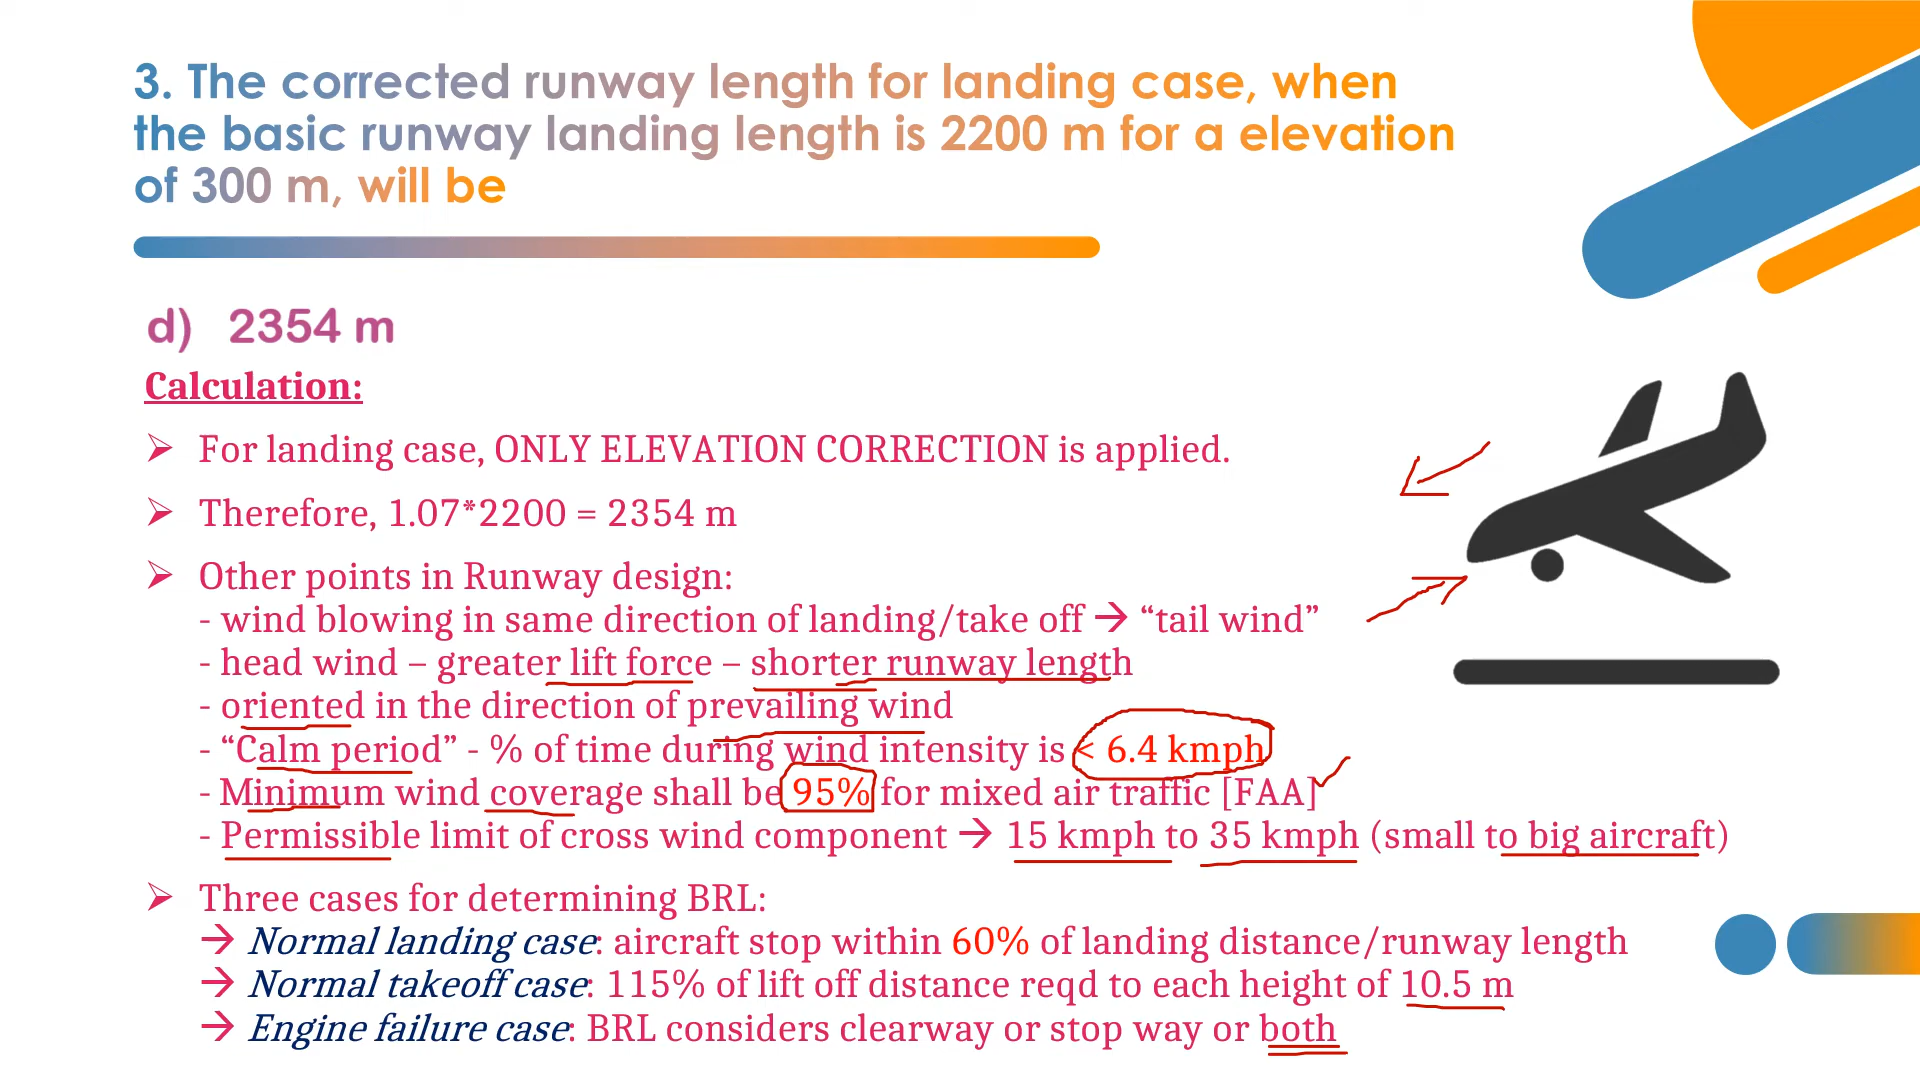 3. The corrected runway length for landing case, when
the basic runway landing length is 2200 m for a elevation
of 300 m, will be
d) 2354 m
Calculation:
➢ For landing case, ONLY ELEVATION CORRECTION is applied.
➢ Therefore, 1.07*2200 = 2354 m
➢ Other points in Runway design:
- wind blowing in same direction of landing/take off → “tail wind”
- head wind – greater lift force – shorter runway length
- oriented in the direction of prevailing wind
- “Calm period” - % of time during wind intensity is < 6.4 kmph
- Minimum wind coverage shall be 95% for mixed air traffic [FAA]
- Permissible limit of cross wind component → 15 kmph to 35 kmph (small to big aircraft)
➢ Three cases for determining BRL:
→ Normal landing case: aircraft stop within 60% of landing distance/runway length
→ Normal takeoff case: 115% of lift off distance reqd to each height of 10.5 m
→ Engine failure case: BRL considers clearway or stop way or both